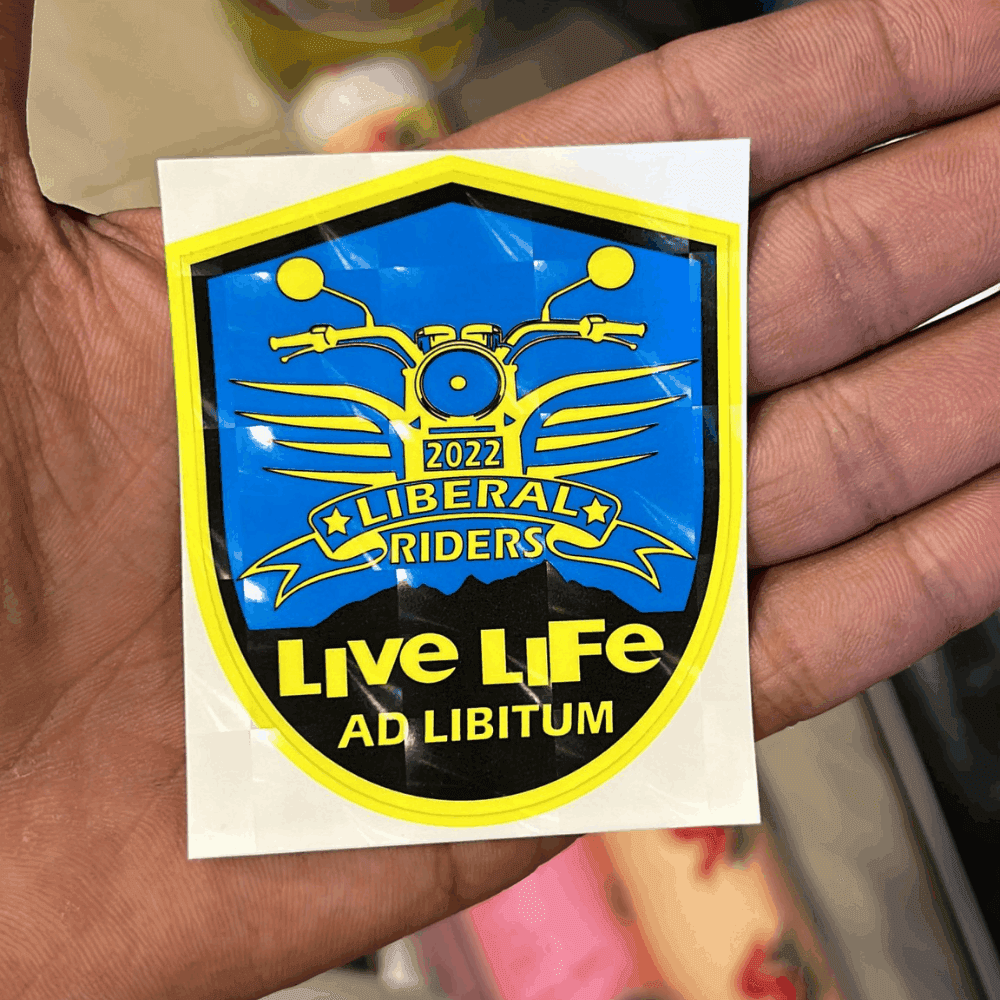 2022
LIBERAL
RIDERS
LIVe LIFe
AD LIBITUM